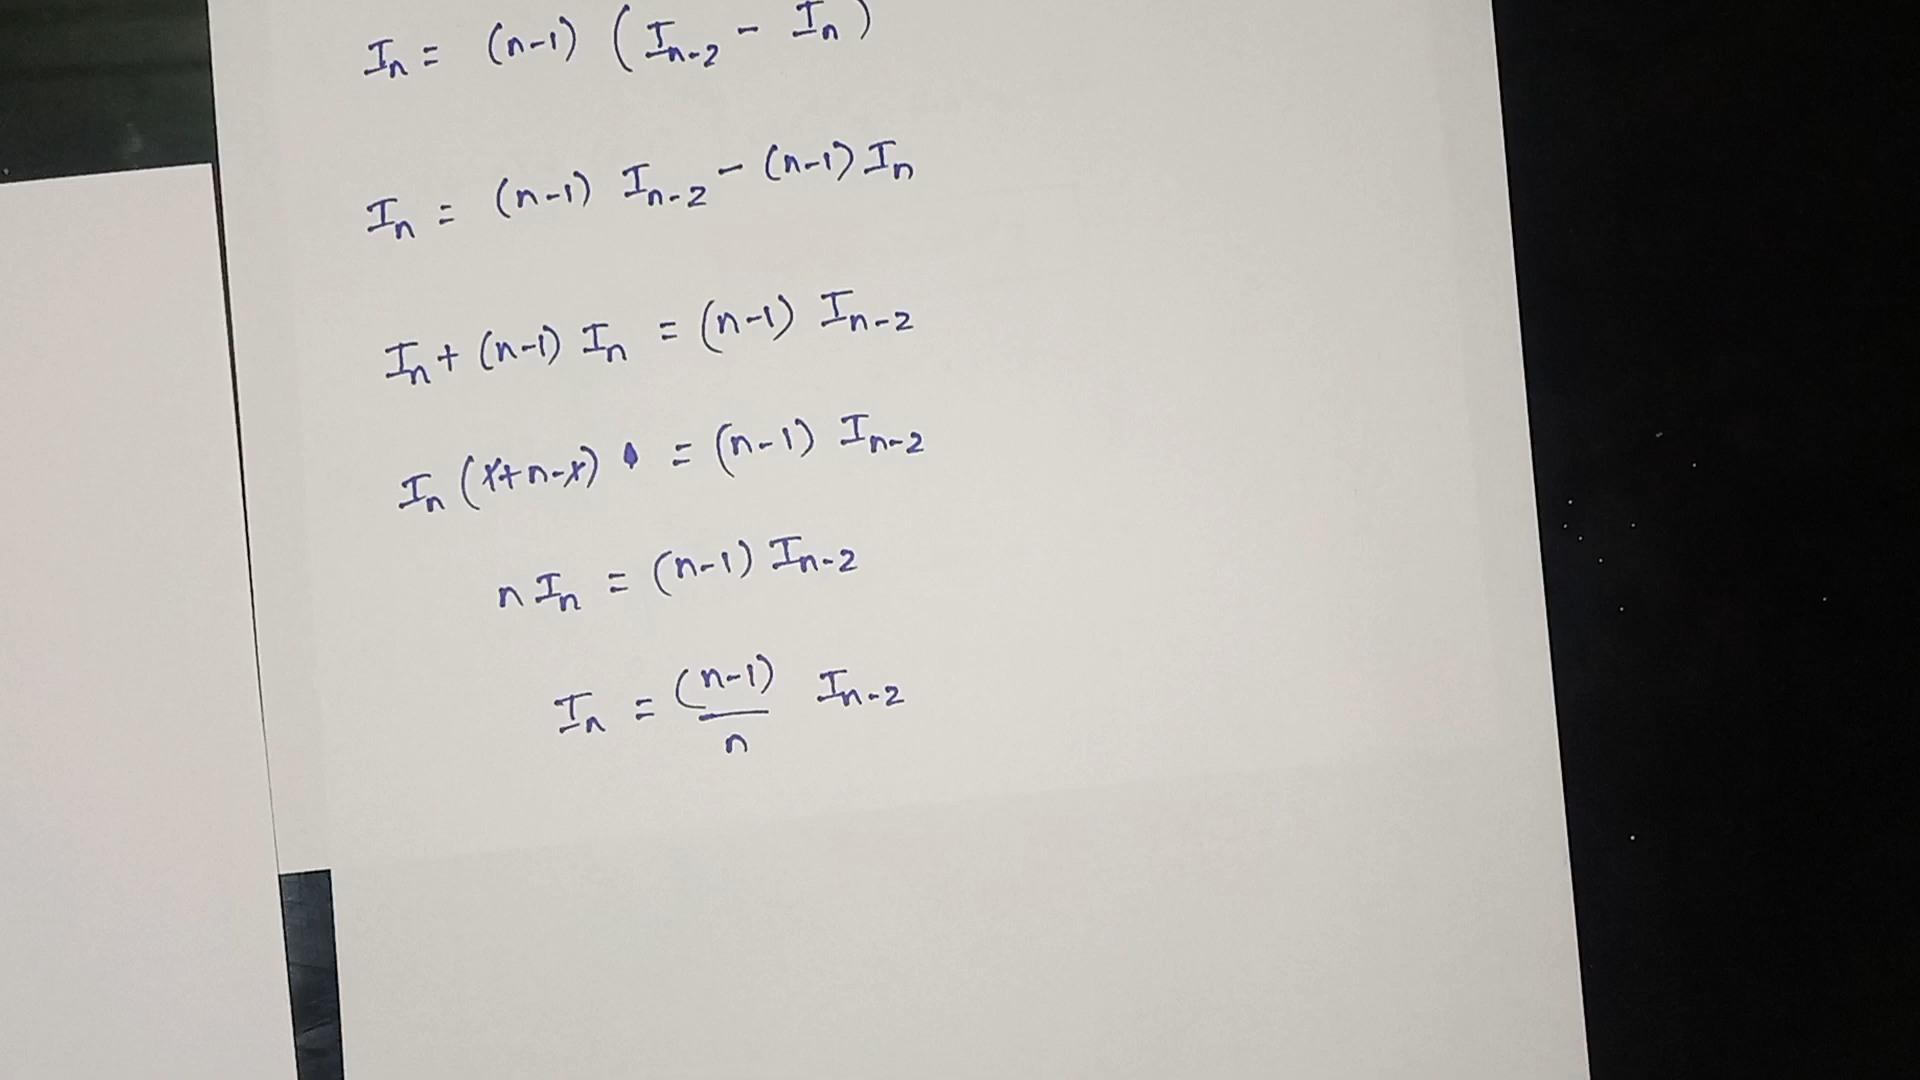 Iₙ = (n-1) (Iₙ₋₂ - Iₙ)
Iₙ = (n-1) Iₙ₋₂ - (n-1) Iₙ
Iₙ + (n-1) Iₙ = (n-1) Iₙ₋₂
Iₙ (1+n-1) = (n-1) Iₙ₋₂
n Iₙ = (n-1) Iₙ₋₂
Iₙ = (n-1)/n Iₙ₋₂